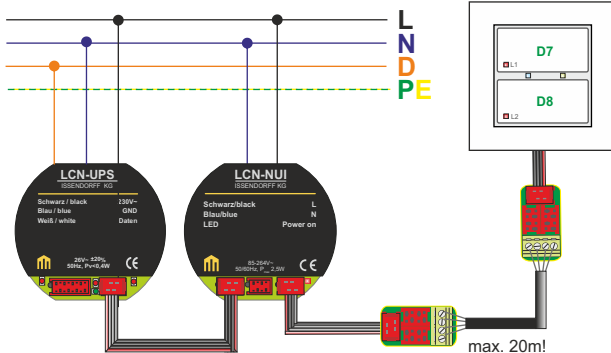 L
N
D
PE
D7
L1
D8
L2
LCN-UPS
ISSENDORFF KG
Schwarz / black 230V~
Blau / blue GND
Weiß / white Daten
26V~ ±20%
50Hz, Pv<0,4W
CE
LCN-NUI
ISSENDORFF KG
Schwarz/black L
Blau/blue N
LED Power on
85-264V~
50/60Hz, P 2,5W
CE
max. 20m!